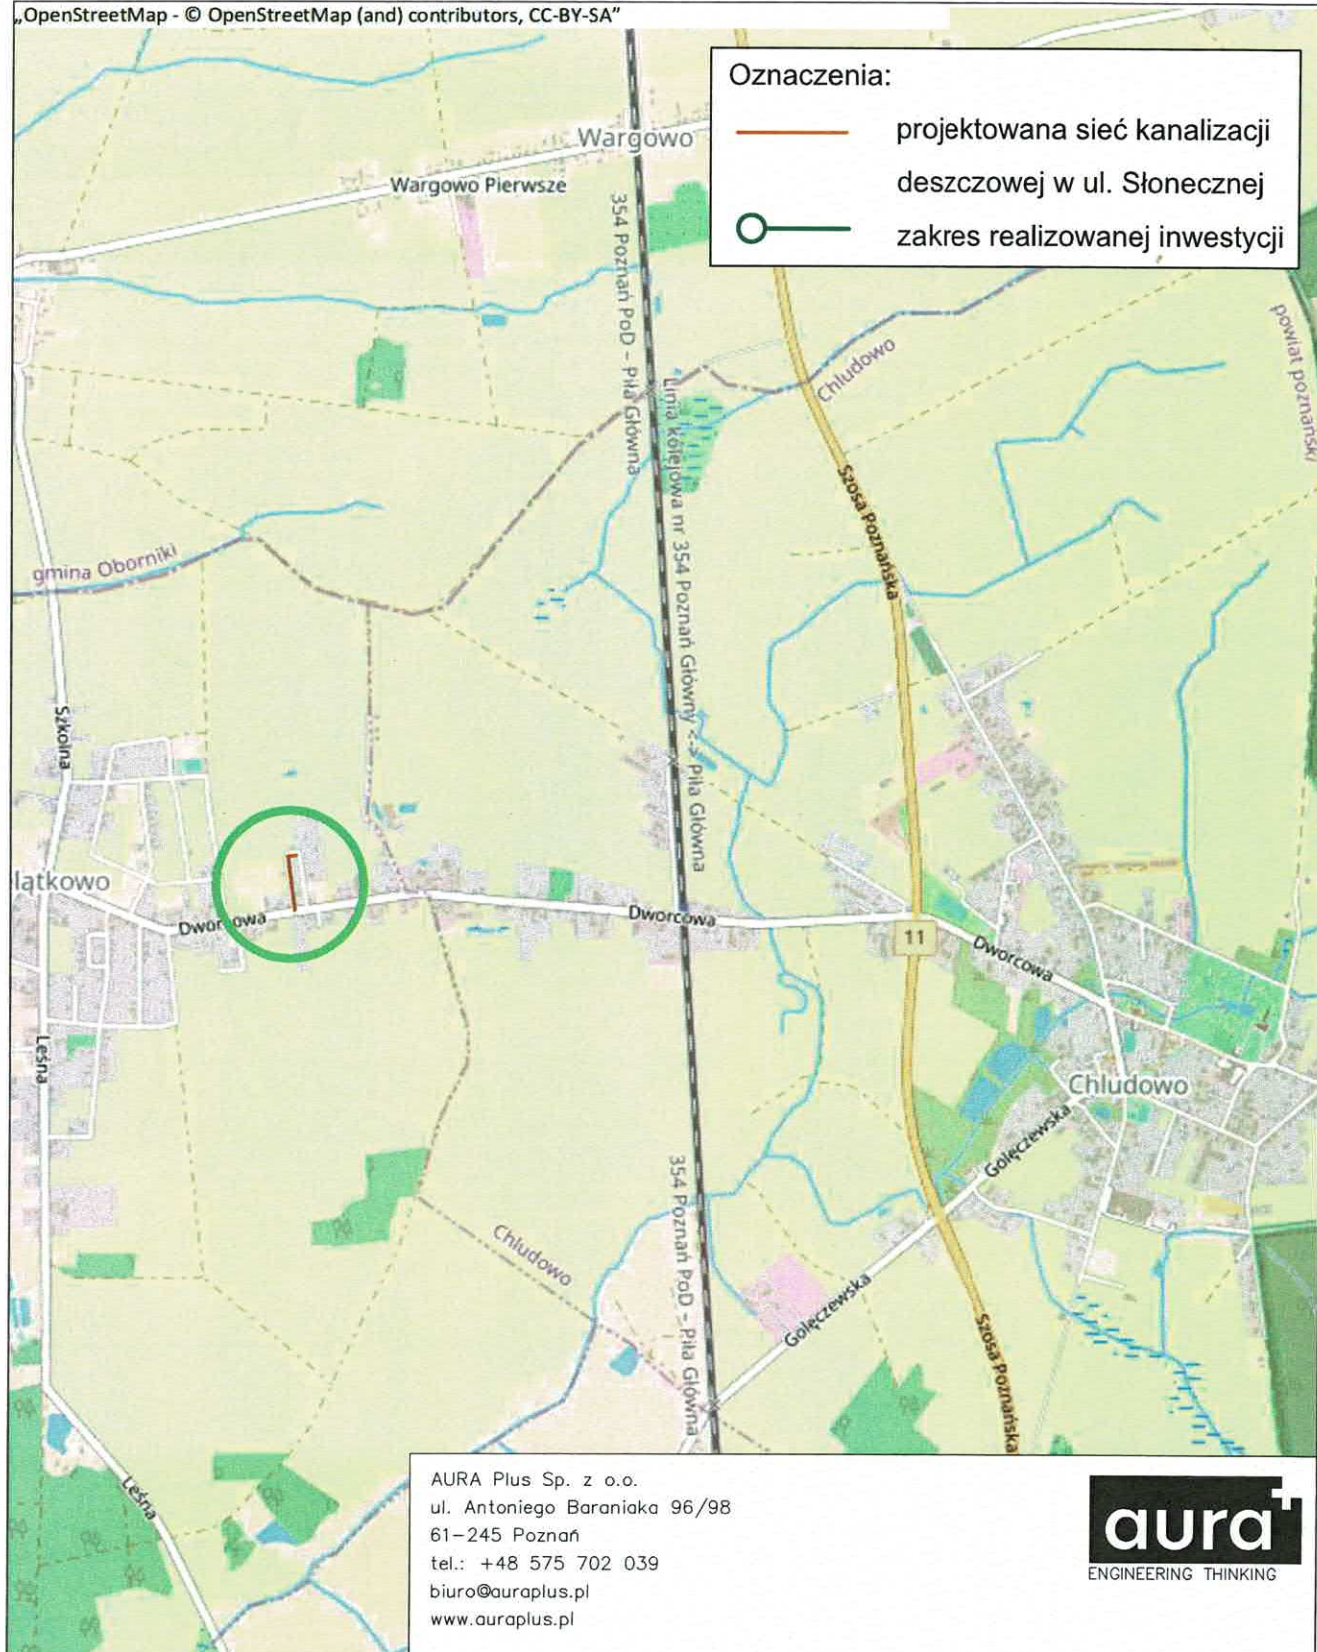 „OpenStreetMap - © OpenStreetMap (and) contributors, CC-BY-SA”
Oznaczenia:
projektowana sieć kanalizacji
deszczowej w ul. Słonecznej
zakres realizowanej inwestycji
Wargowo
Wargowo Pierwsze
354 Poznań PoD – Piła Główna
Linia kolejowa nr 354 Poznań Główny <-> Piła Główna
Chludowo
powiat poznański
Szosa Poznańska
gmina Oborniki
Szkolna
lątkowo
Dworcowa
Dworcowa
11
Dworcowa
Leśna
Chludowo
Golęczewska
354 Poznań PoD – Piła Główna
Chludowo
Golęczewska
Szosa Poznańska
Leśna
AURA Plus Sp. z o.o.
ul. Antoniego Baraniaka 96/98
61-245 Poznań
tel.: +48 575 702 039
biuro@auraplus.pl
www.auraplus.pl
aura+
ENGINEERING THINKING